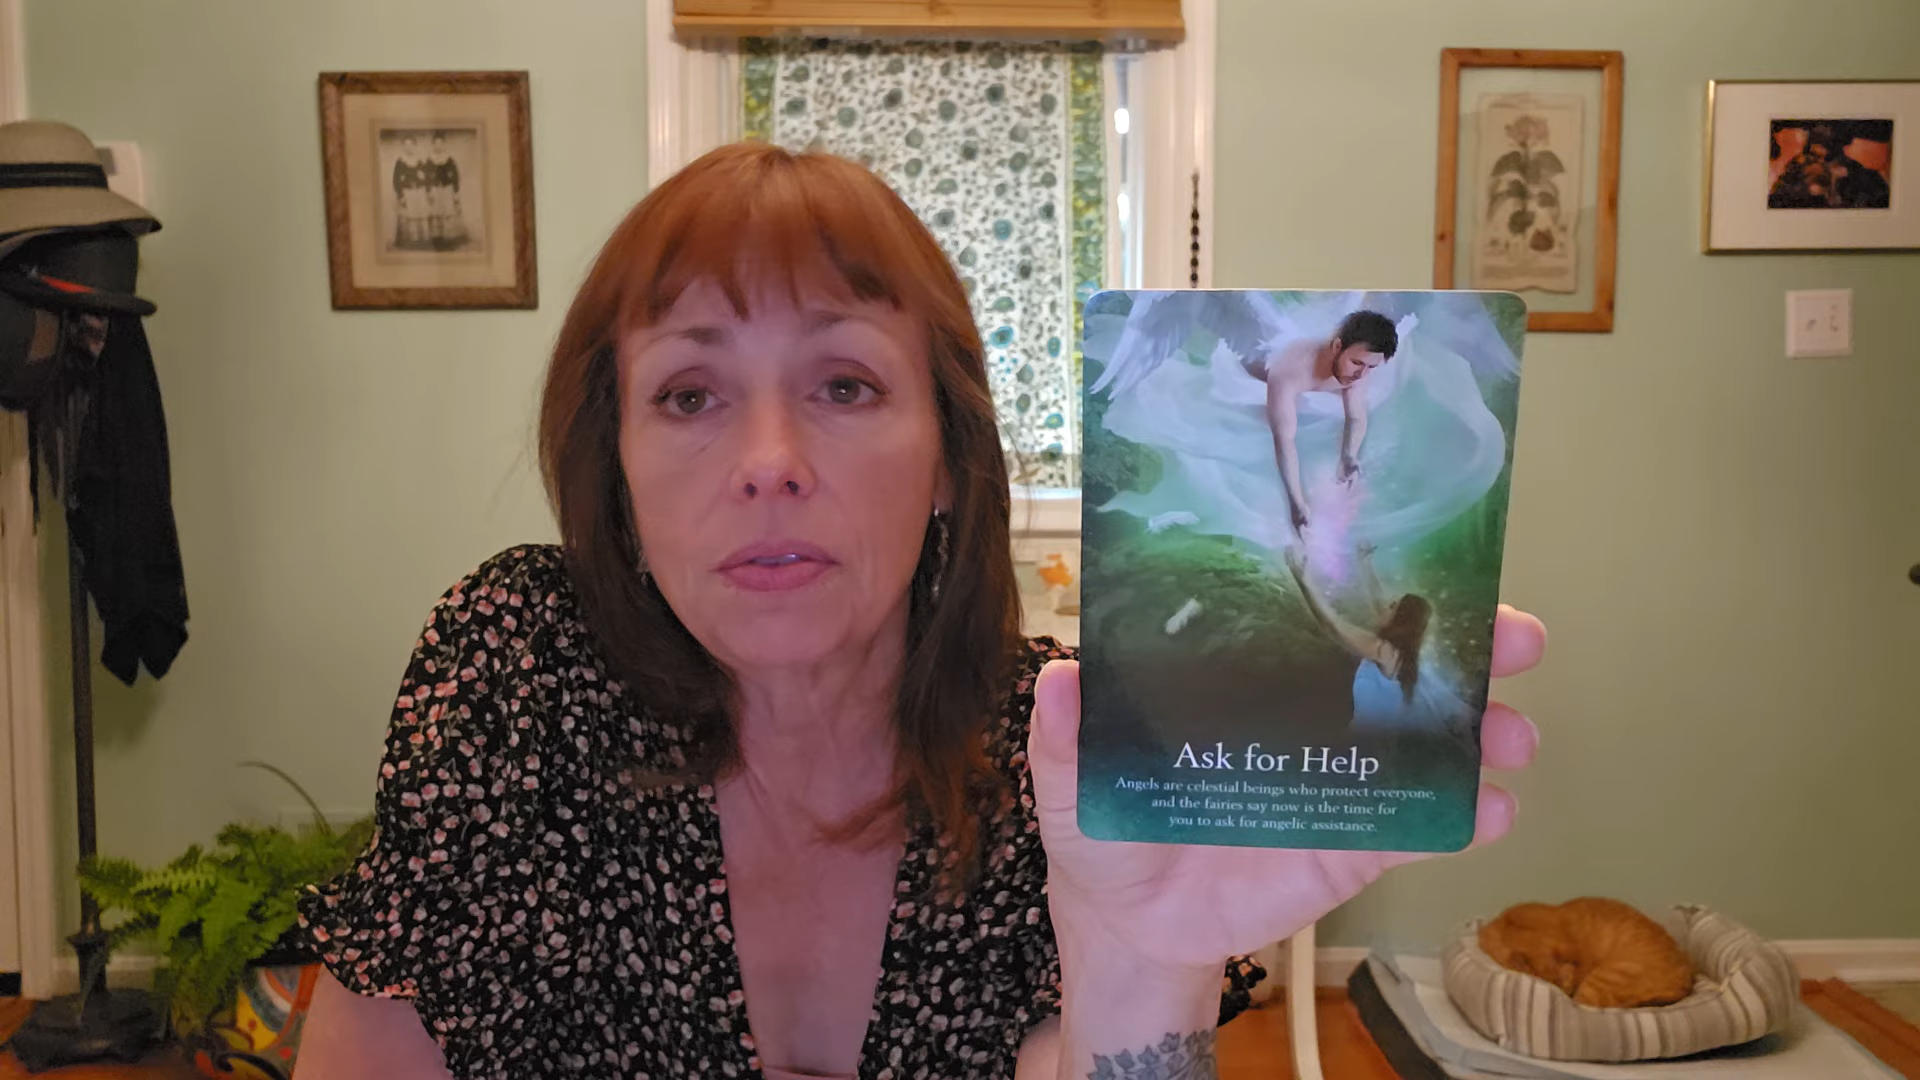 Ask for Help
Angels are celestial beings who protect everyone,
and the fairies say now is the time for
you to ask for angelic assistance.